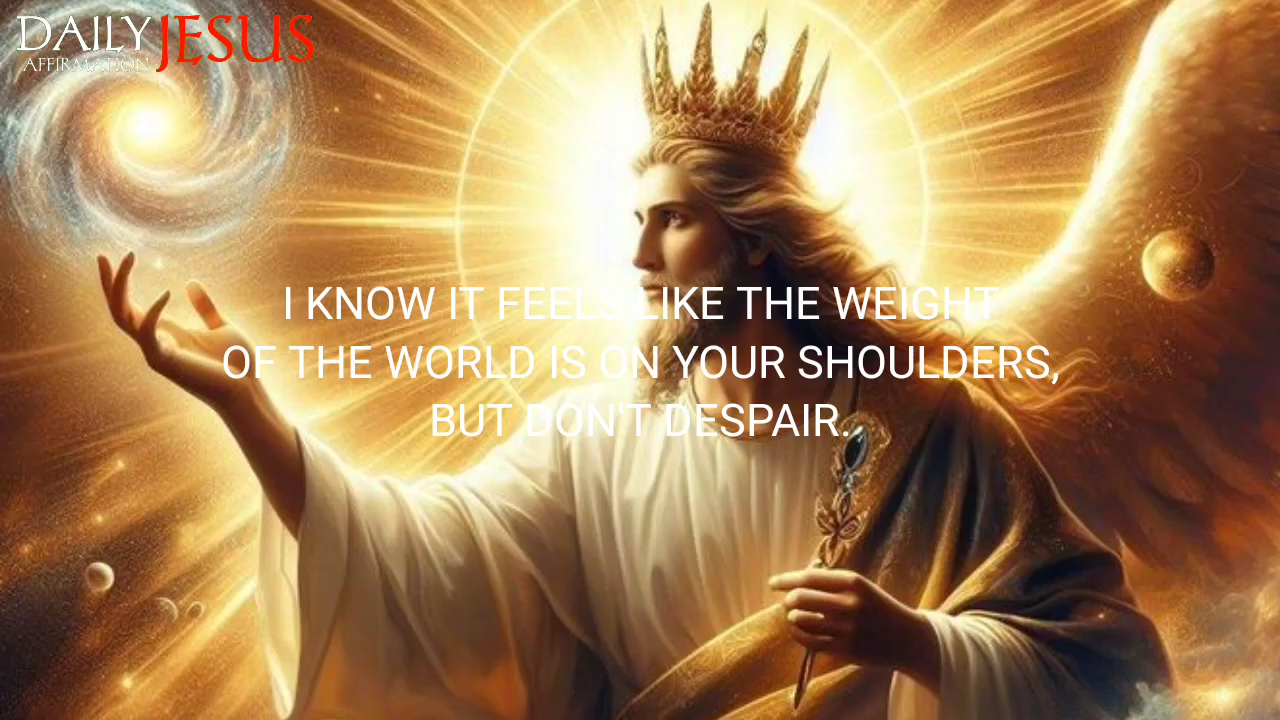 DAILY JESUS
AFFIRMATION
I KNOW IT FEELS LIKE THE WEIGHT
OF THE WORLD IS ON YOUR SHOULDERS,
BUT DON'T DESPAIR.